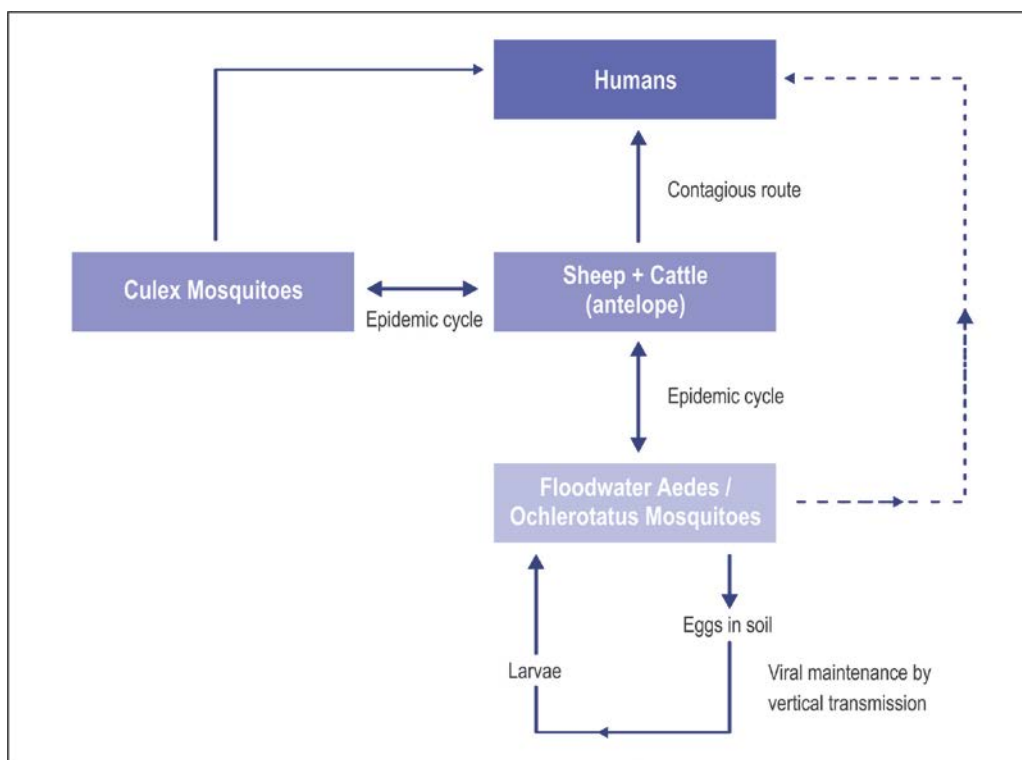 Humans
Contagious route
Culex Mosquitoes
Sheep + Cattle
(antelope)
Epidemic cycle
Epidemic cycle
Floodwater Aedes /
Ochlerotatus Mosquitoes
Eggs in soil
Larvae
Viral maintenance by
vertical transmission